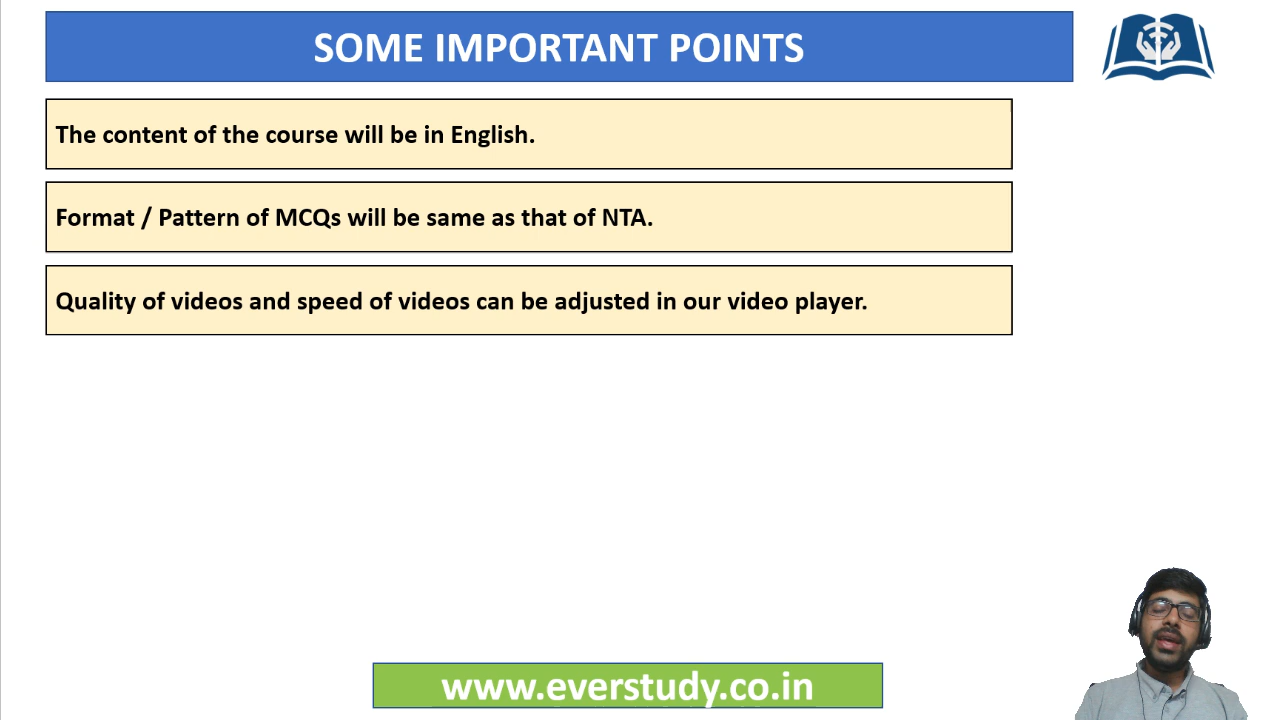 SOME IMPORTANT POINTS
The content of the course will be in English.
Format / Pattern of MCQs will be same as that of NTA.
Quality of videos and speed of videos can be adjusted in our video player.
www.everstudy.co.in